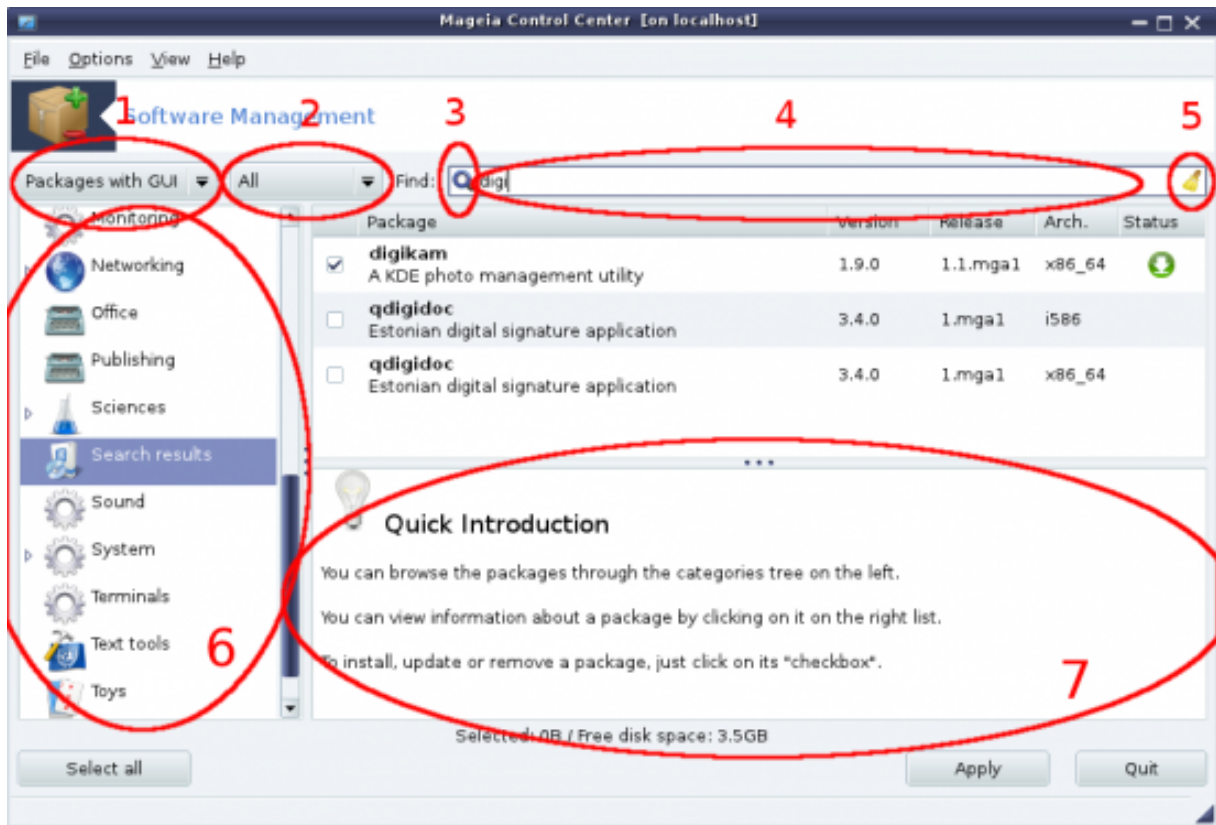 Mageia Control Center [on localhost]
File Options View Help
1 2 3 4 5
Software Management
Packages with GUI All Find: digi
Package Version Release Arch. Status
Monitoring
Networking
Office
Publishing
Sciences
Search results
Sound
System
Terminals
Text tools
Toys
6
digikam
A KDE photo management utility
1.9.0 1.1.mga1 x86_64
qdigidoc
Estonian digital signature application
3.4.0 1.mga1 i586
qdigidoc
Estonian digital signature application
3.4.0 1.mga1 x86_64
Quick Introduction
You can browse the packages through the categories tree on the left.
You can view information about a package by clicking on it on the right list.
To install, update or remove a package, just click on its "checkbox".
7
Selected: 0B / Free disk space: 3.5GB
Select all Apply Quit